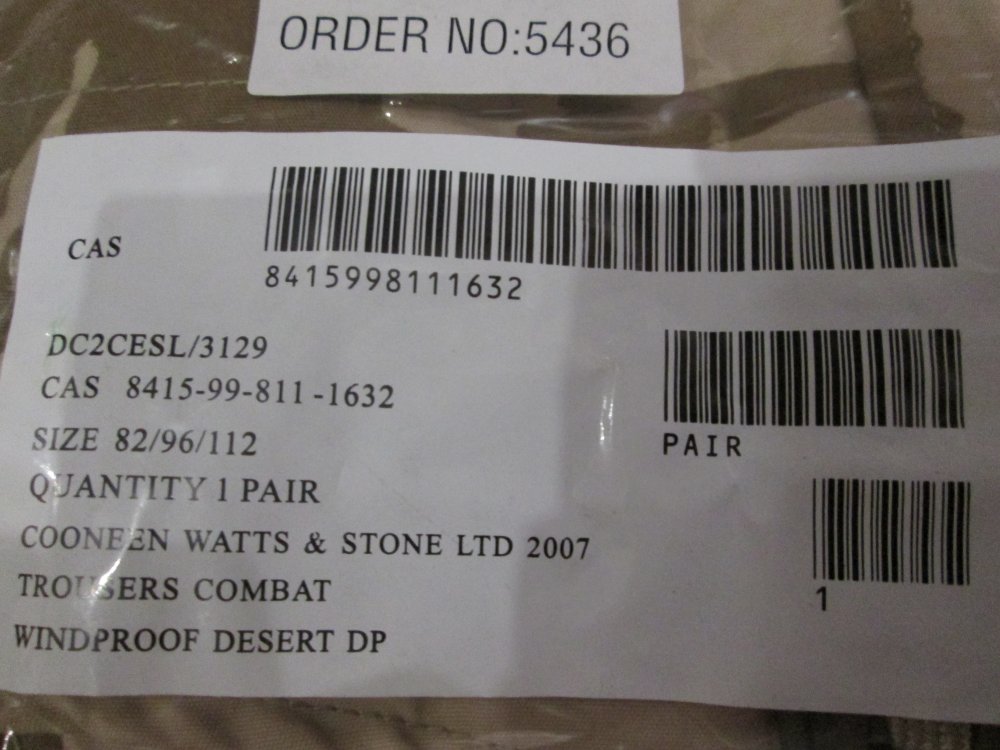 ORDER NO:5436
CAS
8415998111632
DC2CESL/3129
CAS 8415-99-811-1632
PAIR
SIZE 82/96/112
QUANTITY 1 PAIR
COONEEN WATTS & STONE LTD 2007
1
TROUSERS COMBAT
WINDPROOF DESERT DP